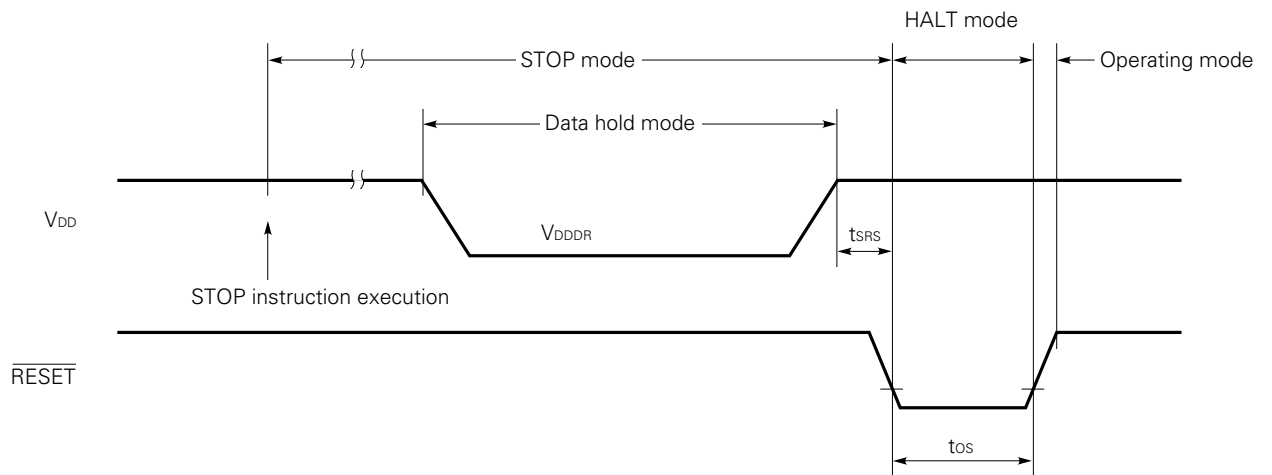 HALT mode
STOP mode
Operating mode
Data hold mode
VDD
VDDDR
tSRS
STOP instruction execution
RESET
tOS